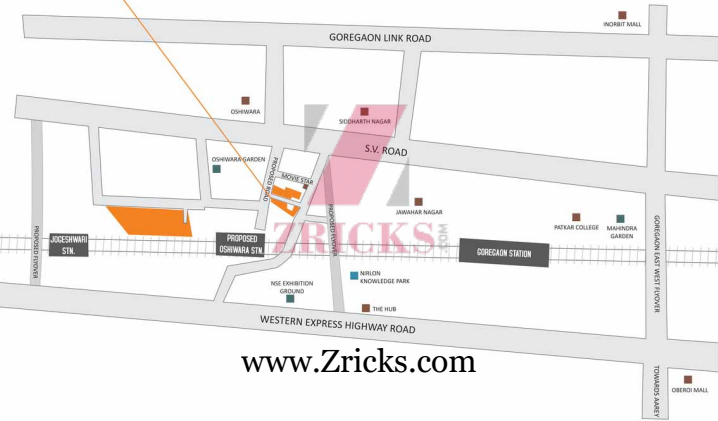 INORBIT MALL
GOREGAON LINK ROAD
OSHIWARA
SIDDHARTH NAGAR
S.V. ROAD
OSHIWARA GARDEN
PROPOSED ROAD
MOVIE STAR
JAWAHAR NAGAR
PATKAR COLLEGE
MAHINDRA
GARDEN
PROPOSED FLYOVER
JOGESHWARI
STN.
PROPOSED
OSHIWARA STN.
PROPOSED FLYOVER
ZRICKS
.COM
GOREGAON STATION
GOREGAON EAST WEST FLYOVER
NIRLON
KNOWLEDGE PARK
NSE EXHIBITION
GROUND
THE HUB
WESTERN EXPRESS HIGHWAY ROAD
www.Zricks.com
TOWARDS AAREY
OBEROI MALL